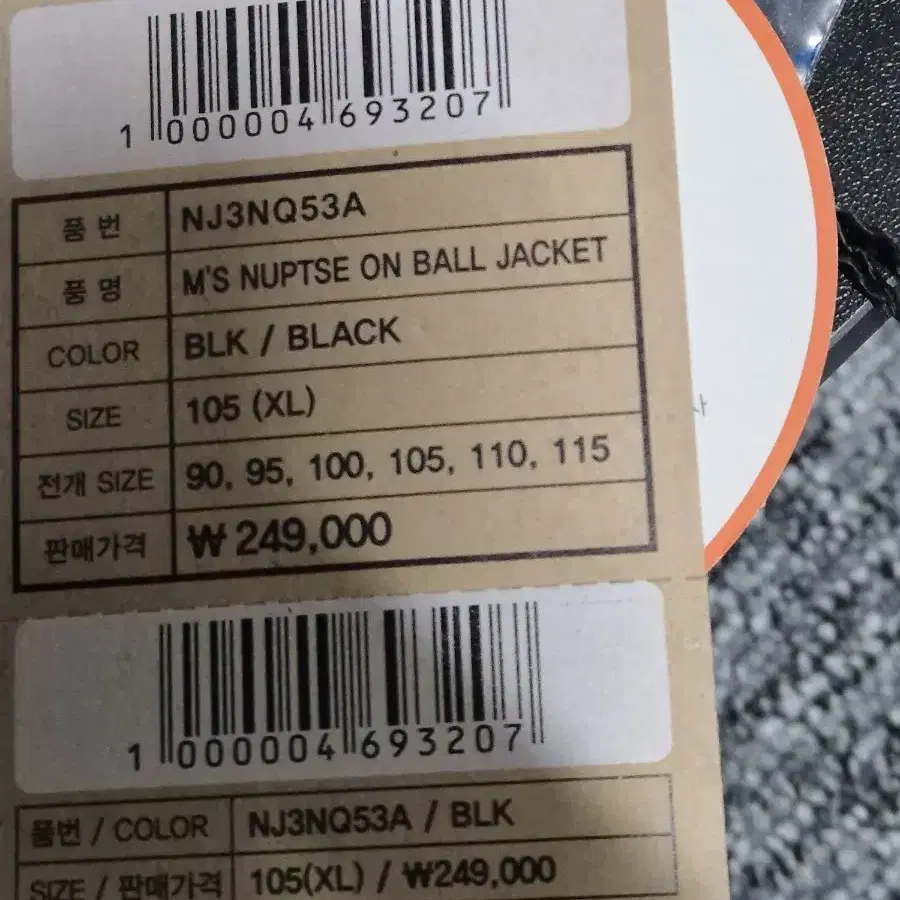 1 000004 693207
품 번 NJ3NQ53A
품 명 M'S NUPTSE ON BALL JACKET
COLOR BLK / BLACK
SIZE 105 (XL)
전개 SIZE 90, 95, 100, 105, 110, 115
판매가격 ₩ 249,000
1 000004 693207
품번 / COLOR NJ3NQ53A / BLK
SIZE / 판매가격 105(XL) / ₩249,000